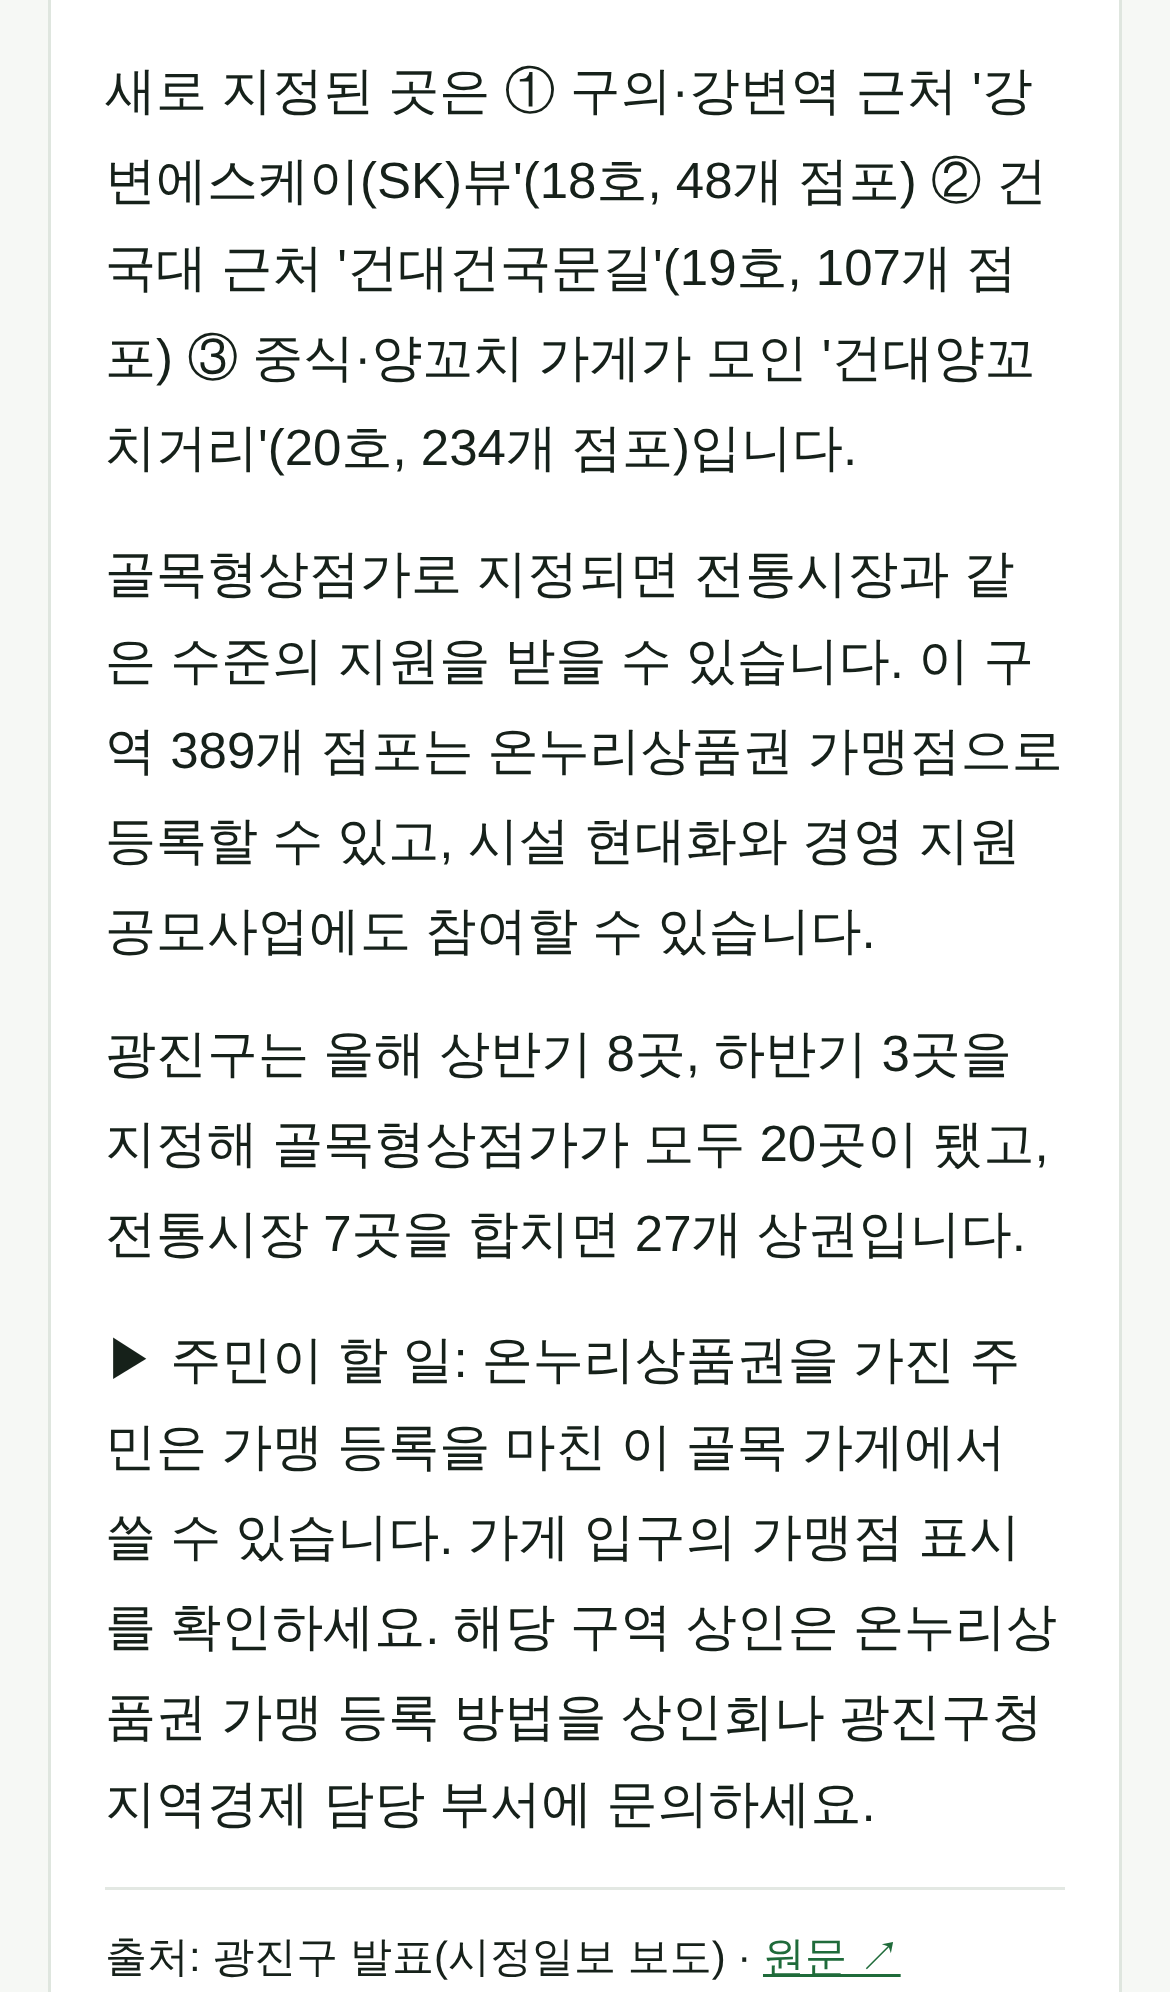 새로 지정된 곳은 ① 구의·강변역 근처 '강
변에스케이(SK)뷰'(18호, 48개 점포) ② 건
국대 근처 '건대건국문길'(19호, 107개 점
포) ③ 중식·양꼬치 가게가 모인 '건대양꼬
치거리'(20호, 234개 점포)입니다.
골목형상점가로 지정되면 전통시장과 같
은 수준의 지원을 받을 수 있습니다. 이 구
역 389개 점포는 온누리상품권 가맹점으로
등록할 수 있고, 시설 현대화와 경영 지원
공모사업에도 참여할 수 있습니다.
광진구는 올해 상반기 8곳, 하반기 3곳을
지정해 골목형상점가가 모두 20곳이 됐고,
전통시장 7곳을 합치면 27개 상권입니다.
▶ 주민이 할 일: 온누리상품권을 가진 주
민은 가맹 등록을 마친 이 골목 가게에서
쓸 수 있습니다. 가게 입구의 가맹점 표시
를 확인하세요. 해당 구역 상인은 온누리상
품권 가맹 등록 방법을 상인회나 광진구청
지역경제 담당 부서에 문의하세요.
출처: 광진구 발표(시정일보 보도) · 원문 ↗